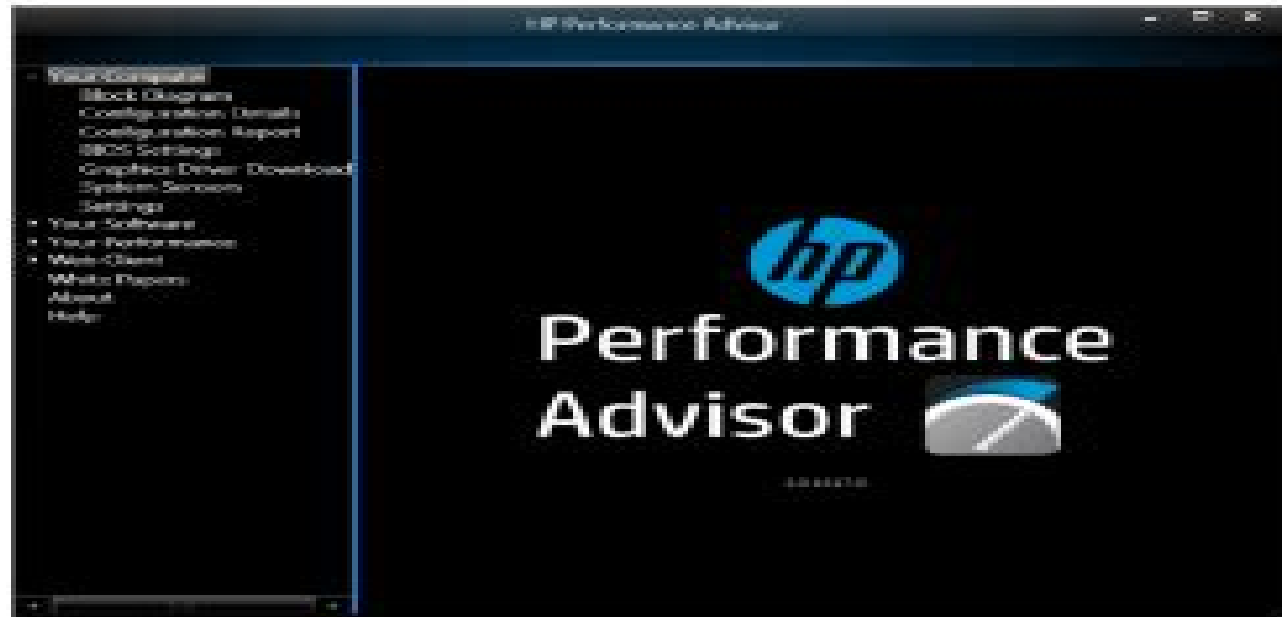 HP Performance Advisor
Your Computer
Block Diagram
Configuration Details
Configuration Report
BIOS Settings
Graphics Driver Download
System Sensors
Settings
Your Software
Your Performance
Web Client
White Papers
About
Help
hp
Performance
Advisor